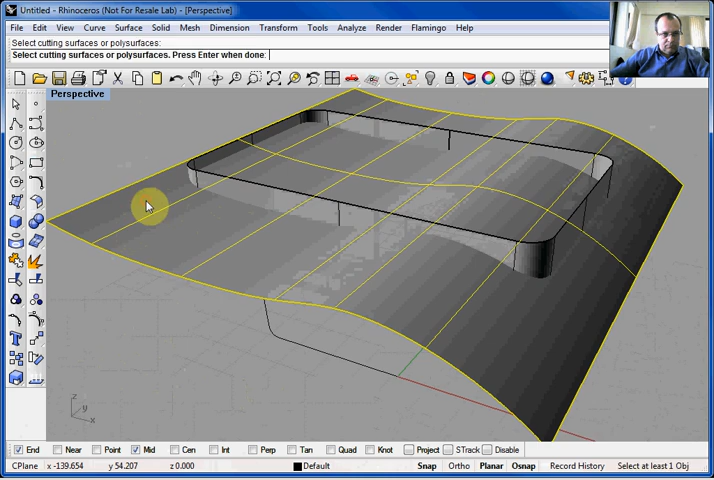 Untitled - Rhinoceros (Not For Resale Lab) - [Perspective]
File Edit View Curve Surface Solid Mesh Dimension Transform Tools Analyze Render Flamingo Help
Select cutting surfaces or polysurfaces:
Select cutting surfaces or polysurfaces. Press Enter when done:
Perspective
z
y
x
End Near Point Mid Cen Int Perp Tan Quad Knot Project STrack Disable
CPlane x -139.654 y 54.207 z 0.000 Default Snap Ortho Planar Osnap Record History Select at least 1 Obj